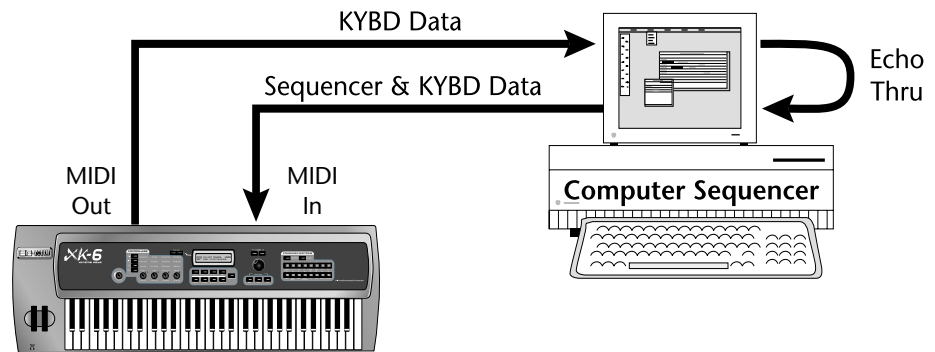 KYBD Data
Echo
Thru
Sequencer & KYBD Data
MIDI
Out
MIDI
In
Computer Sequencer
XK-6